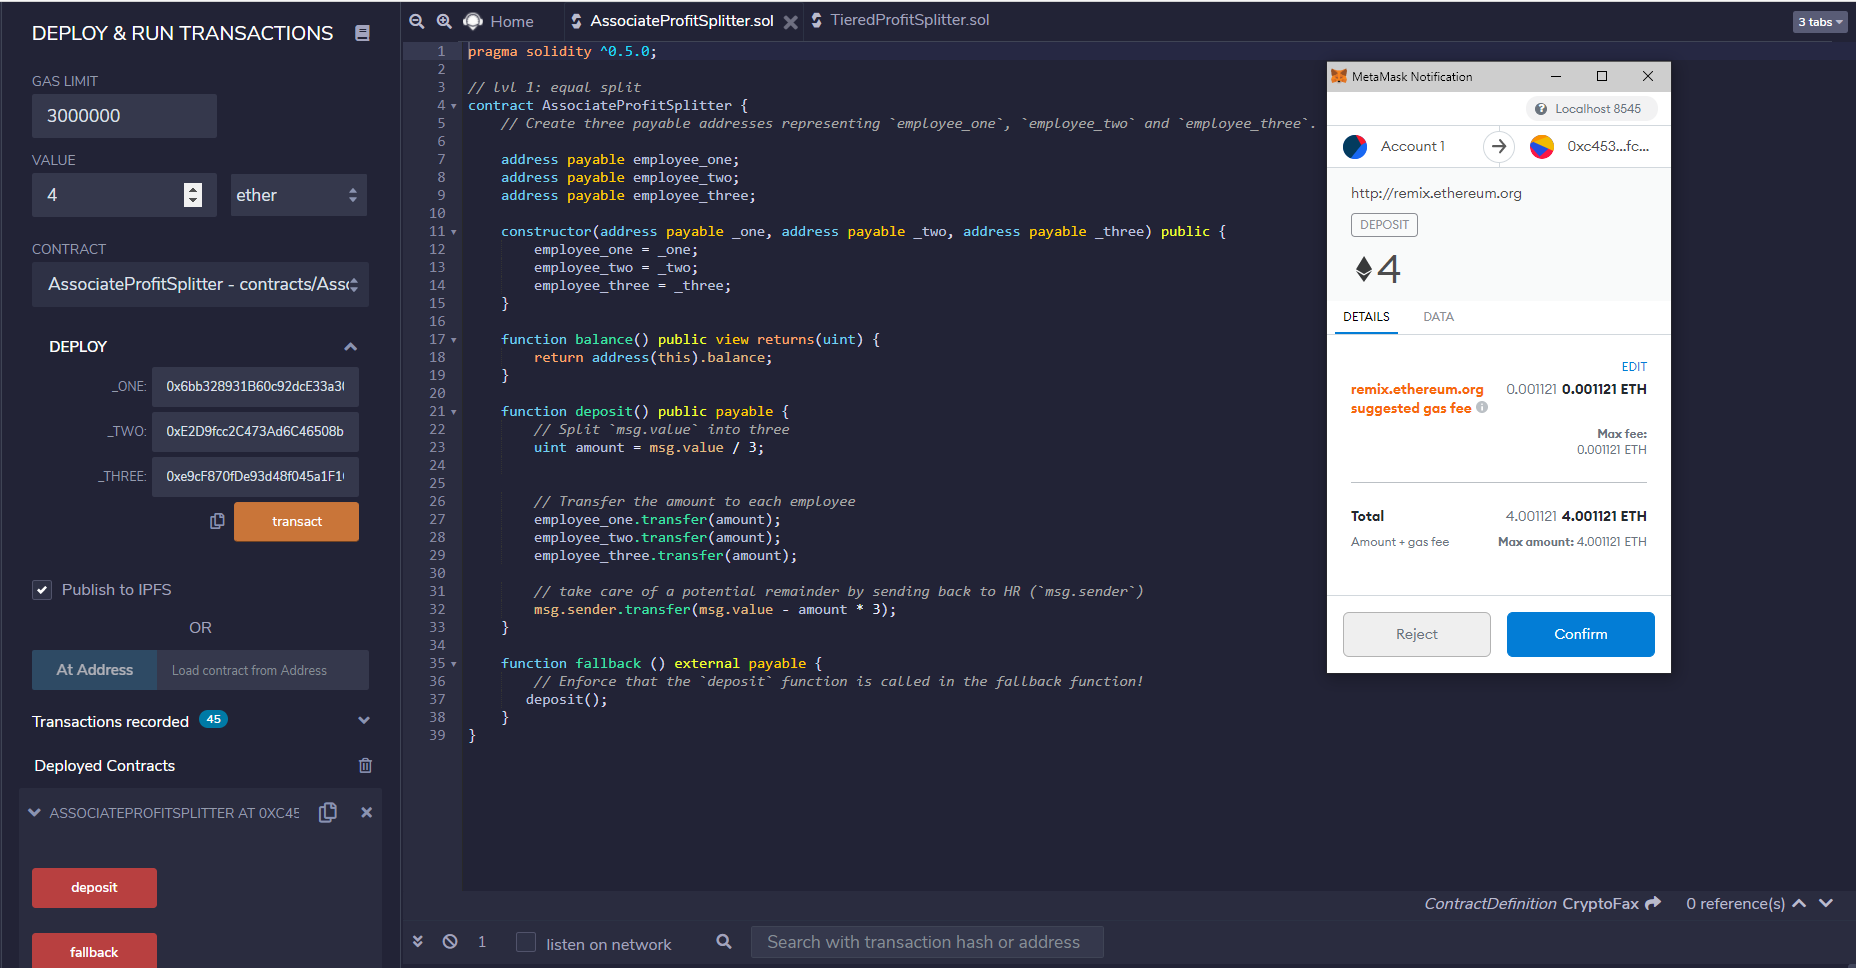 DEPLOY & RUN TRANSACTIONS
GAS LIMIT
3000000
VALUE
4
ether
CONTRACT
AssociateProfitSplitter - contracts/Assc
DEPLOY
_ONE:
0x6bb328931B60c92dcE33a3(
_TWO:
0xE2D9fcc2C473Ad6C46508b
_THREE:
0xe9cF870fDe93d48f045a1F1(
transact
Publish to IPFS
OR
At Address
Load contract from Address
Transactions recorded 45
Deployed Contracts
ASSOCIATEPROFITSPLITTER AT 0XC45
deposit
fallback
Home
AssociateProfitSplitter.sol
TieredProfitSplitter.sol
3 tabs
1 pragma solidity ^0.5.0;
2
3 // lvl 1: equal split
4 contract AssociateProfitSplitter {
5 // Create three payable addresses representing `employee_one`, `employee_two` and `employee_three`.
6
7 address payable employee_one;
8 address payable employee_two;
9 address payable employee_three;
10
11 constructor(address payable _one, address payable _two, address payable _three) public {
12 employee_one = _one;
13 employee_two = _two;
14 employee_three = _three;
15 }
16
17 function balance() public view returns(uint) {
18 return address(this).balance;
19 }
20
21 function deposit() public payable {
22 // Split `msg.value` into three
23 uint amount = msg.value / 3;
24
25
26 // Transfer the amount to each employee
27 employee_one.transfer(amount);
28 employee_two.transfer(amount);
29 employee_three.transfer(amount);
30
31 // take care of a potential remainder by sending back to HR (`msg.sender`)
32 msg.sender.transfer(msg.value - amount * 3);
33 }
34
35 function fallback () external payable {
36 // Enforce that the `deposit` function is called in the fallback function!
37 deposit();
38 }
39 }
MetaMask Notification
Localhost 8545
Account 1
0xc453...fc...
http://remix.ethereum.org
DEPOSIT
4
DETAILS
DATA
EDIT
remix.ethereum.org 0.001121 0.001121 ETH
suggested gas fee
Max fee:
0.001121 ETH
Total 4.001121 4.001121 ETH
Amount + gas fee Max amount: 4.001121 ETH
Reject
Confirm
ContractDefinition CryptoFax
0 reference(s)
1
listen on network
Search with transaction hash or address